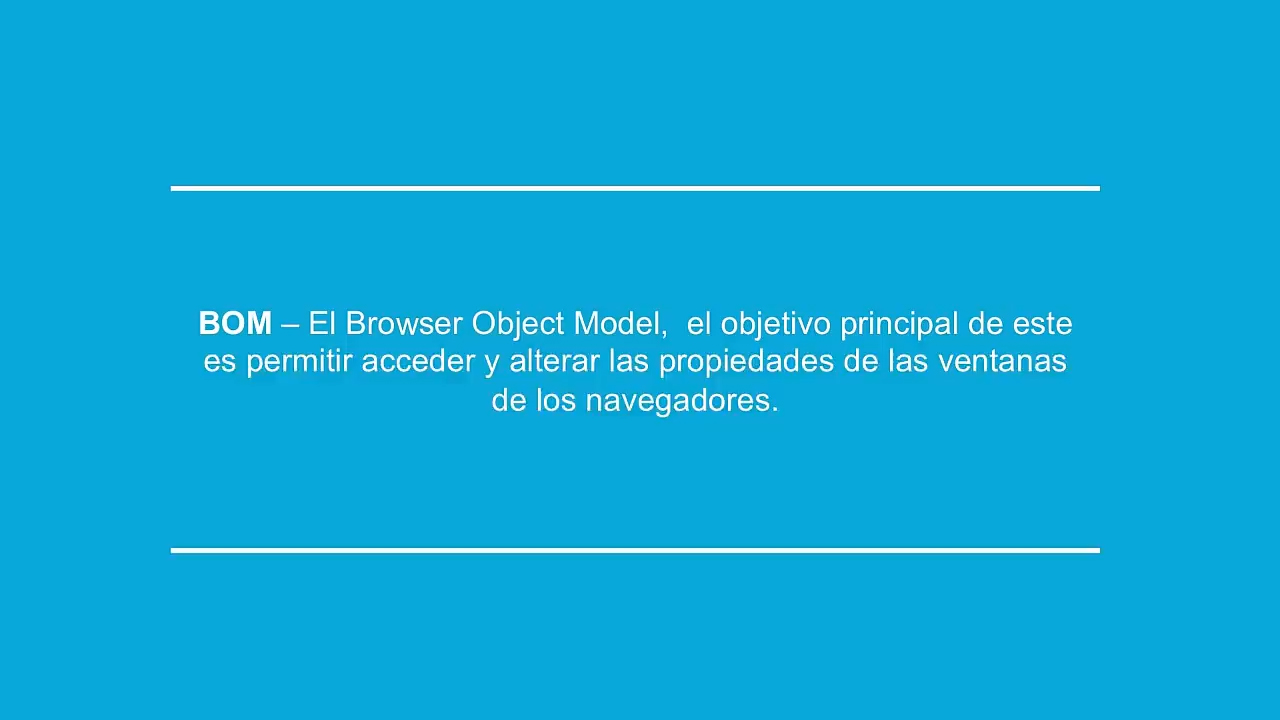 BOM – El Browser Object Model,  el objetivo principal de este
es permitir acceder y alterar las propiedades de las ventanas
de los navegadores.